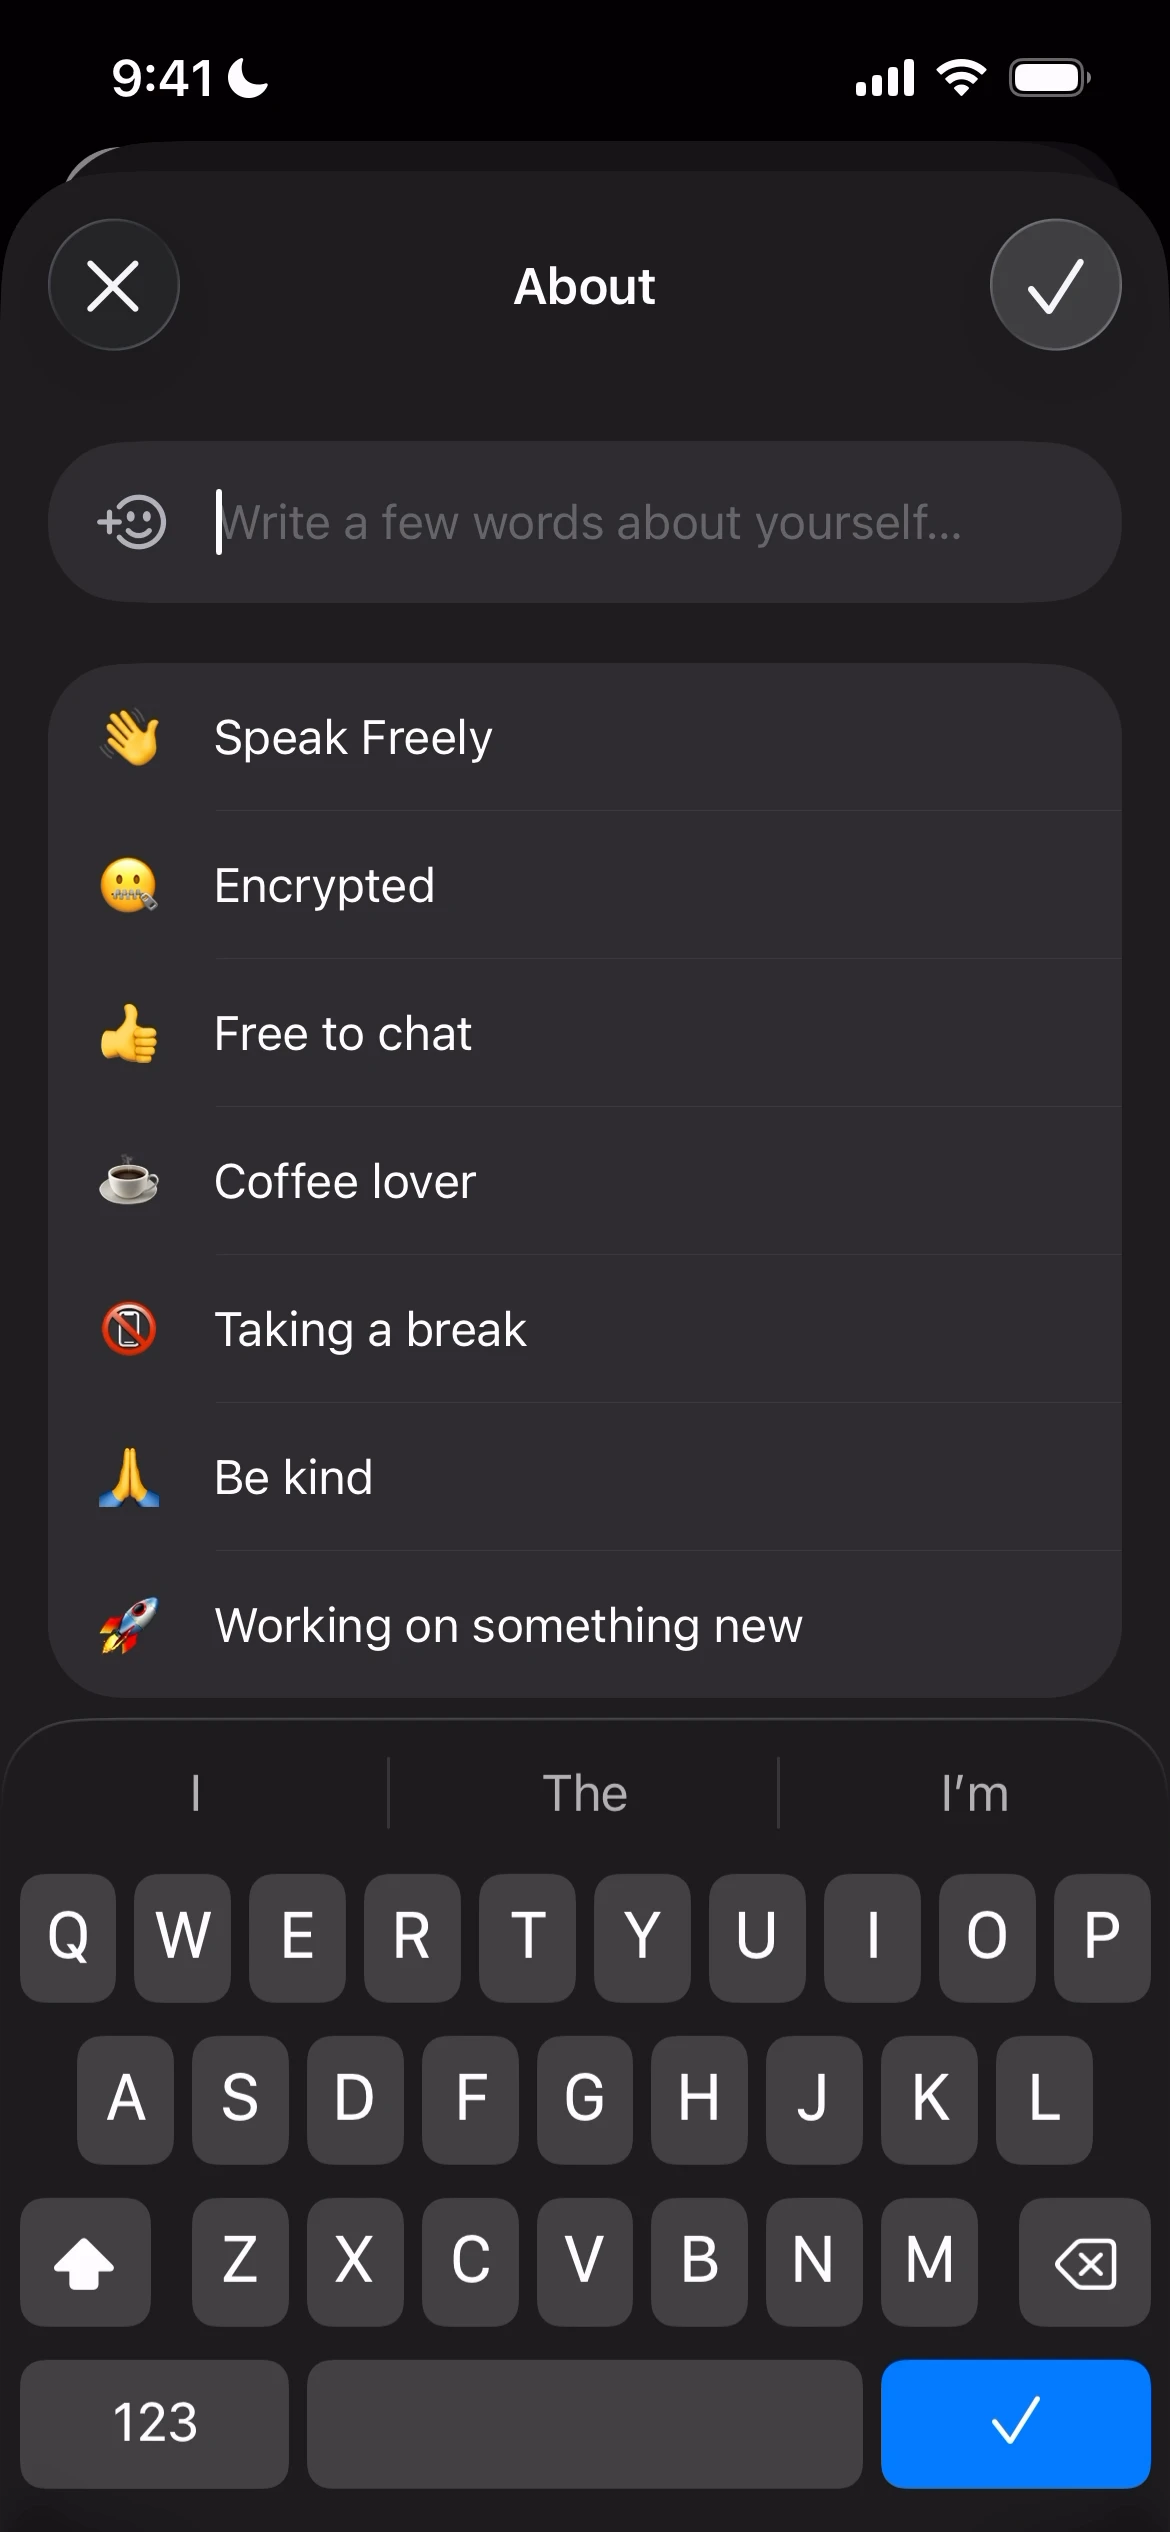 9:41
About
Write a few words about yourself...
👋 Speak Freely
🤐 Encrypted
👍 Free to chat
☕ Coffee lover
📵 Taking a break
🙏 Be kind
🚀 Working on something new
I The I’m
Q W E R T Y U I O P
A S D F G H J K L
Z X C V B N M
123